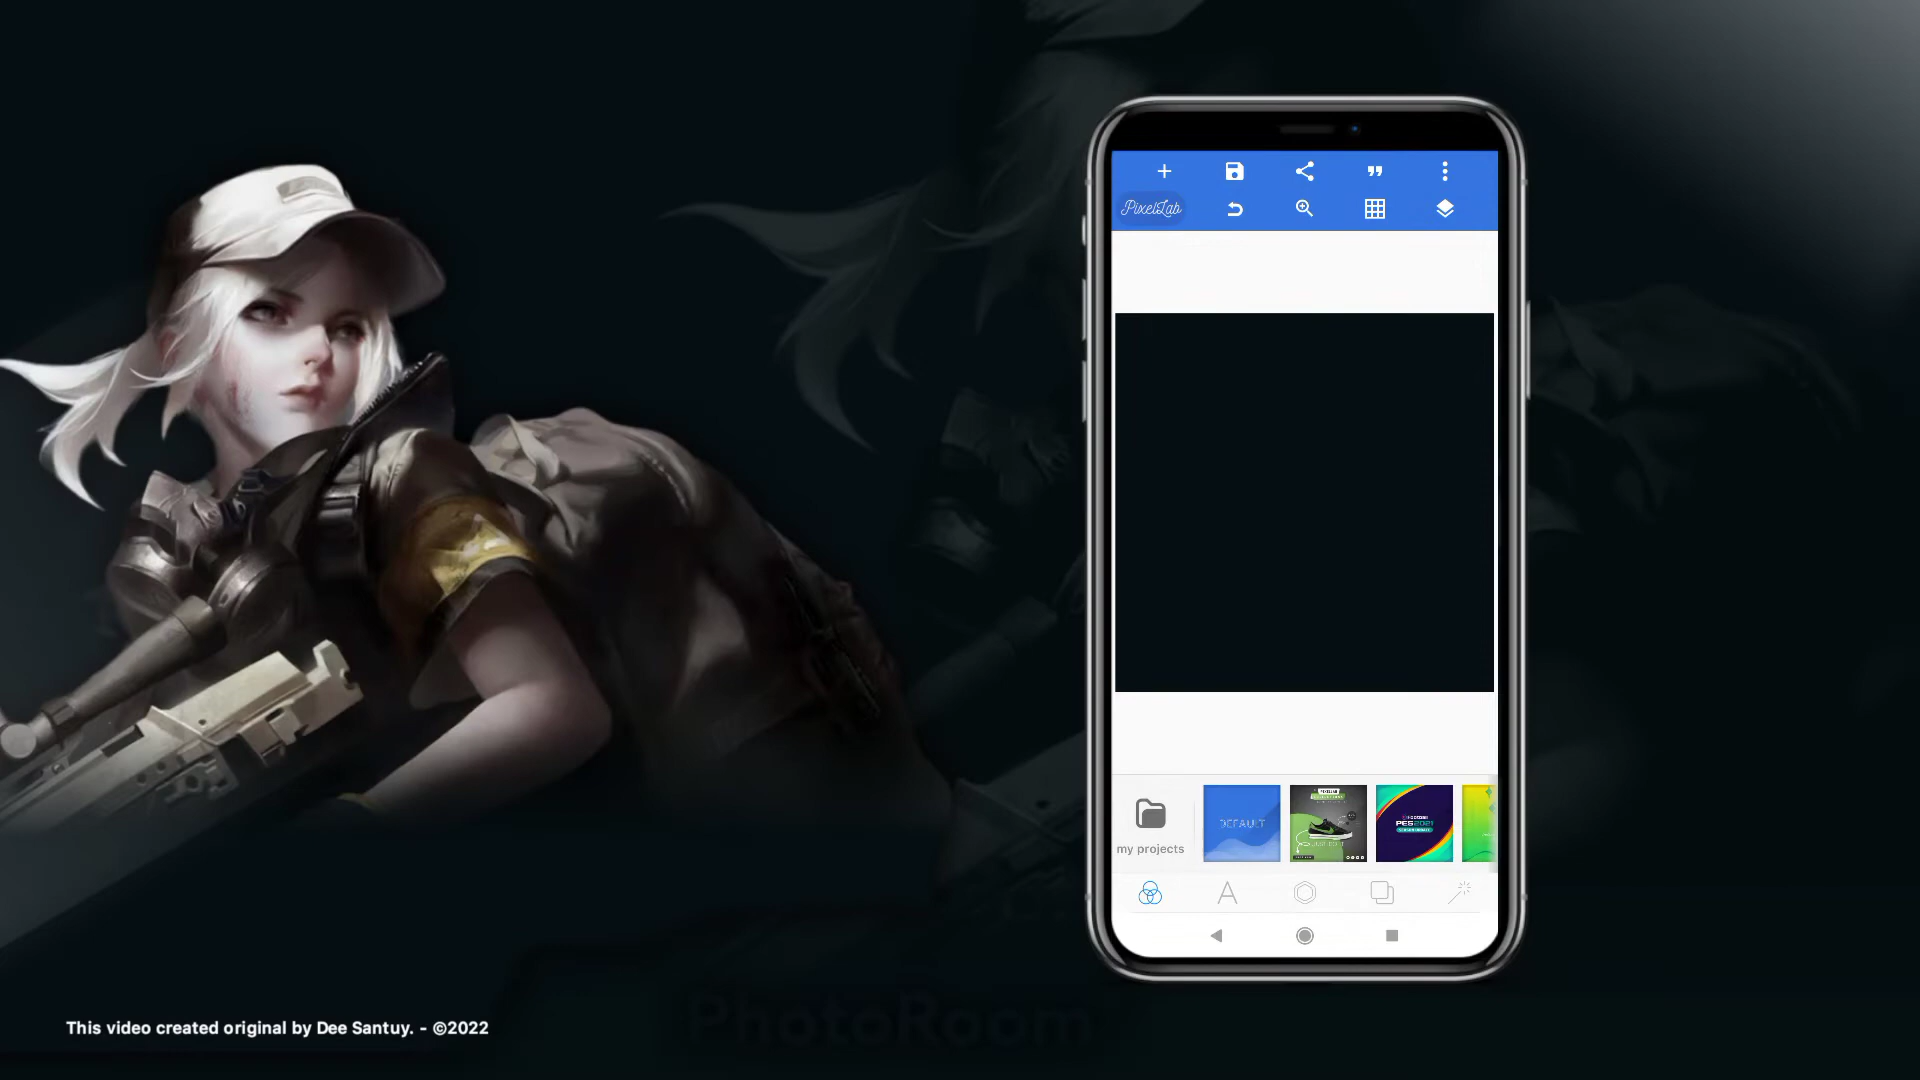 PixelLab
my projects
DEFAULT
PES2021
This video created original by Dee Santuy. - ©2022
PhotoRoom